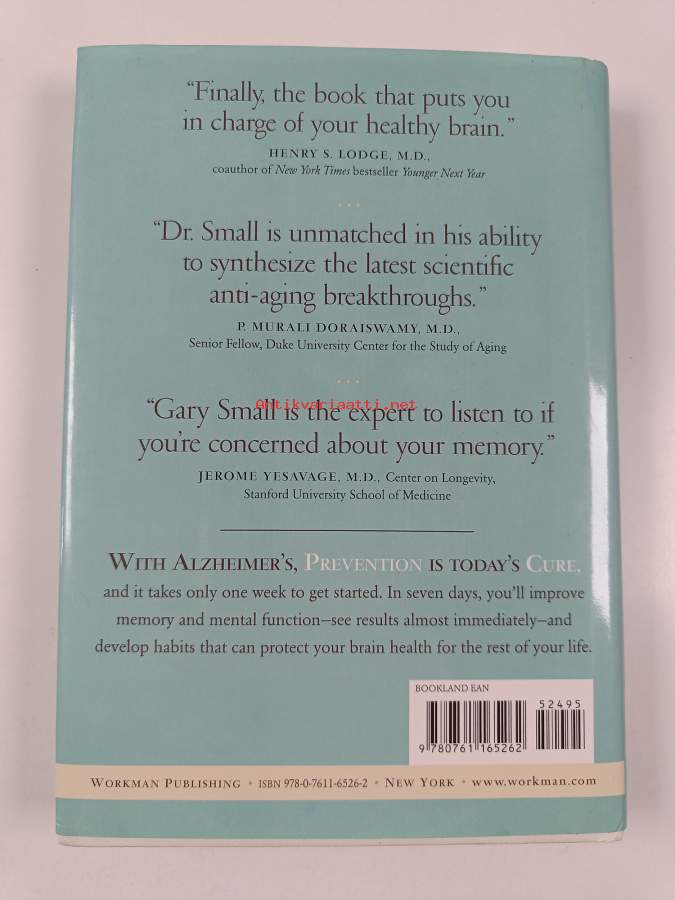 “Finally, the book that puts you
in charge of your healthy brain.”
HENRY S. LODGE, M.D.,
coauthor of New York Times bestseller Younger Next Year
“Dr. Small is unmatched in his ability
to synthesize the latest scientific
anti-aging breakthroughs.”
P. MURALI DORAISWAMY, M.D.,
Senior Fellow, Duke University Center for the Study of Aging
Antikvariaatti.net
“Gary Small is the expert to listen to if
you’re concerned about your memory.”
JEROME YESAVAGE, M.D., Center on Longevity,
Stanford University School of Medicine
WITH ALZHEIMER’S, PREVENTION IS TODAY’S CURE,
and it takes only one week to get started. In seven days, you’ll improve
memory and mental function—see results almost immediately—and
develop habits that can protect your brain health for the rest of your life.
BOOKLAND EAN
52495
9 780761 165262
WORKMAN PUBLISHING • ISBN 978-0-7611-6526-2 • NEW YORK • www.workman.com